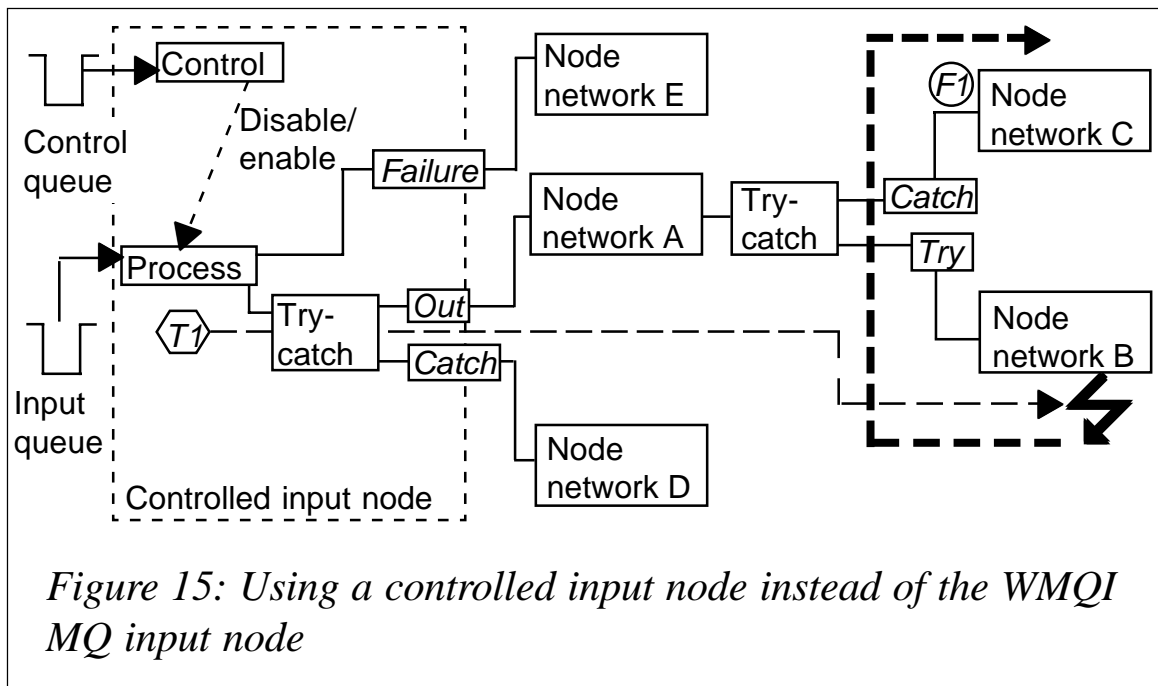 Control
Control
queue
Disable/
enable
Failure
Node
network E
Process
Input
queue
T1
Try-
catch
Out
Catch
Node
network A
Node
network D
Controlled input node
Try-
catch
F1
Node
network C
Catch
Try
Node
network B
Figure 15: Using a controlled input node instead of the WMQI
MQ input node